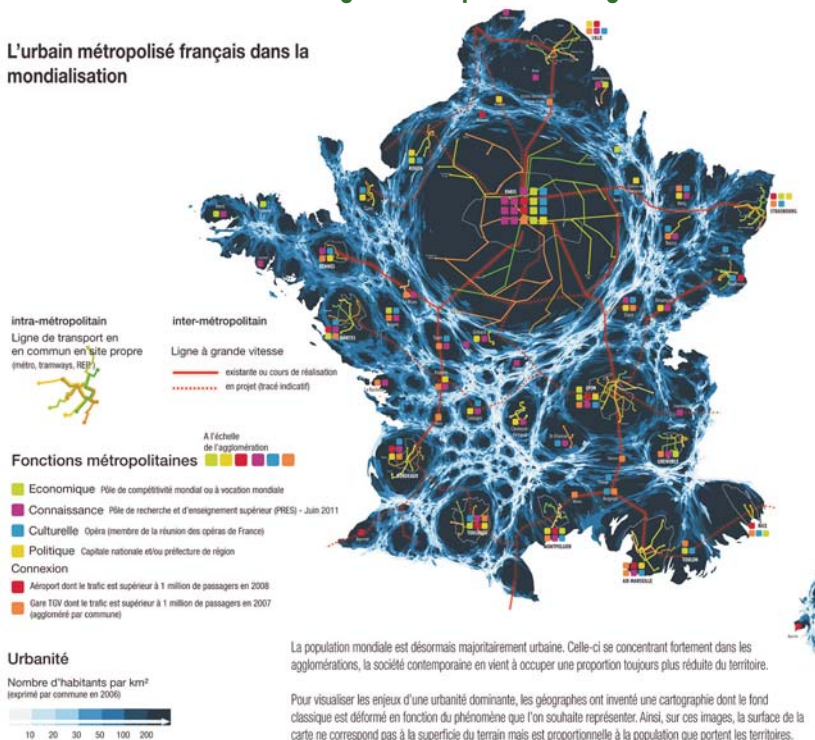 L'urbain métropolisé français dans la
mondialisation
LILLE
ROUEN
PARIS
STRASBOURG
RENNES
NANTES
LYON
GRENOBLE
BORDEAUX
TOULOUSE
MONTPELLIER
AIX-MARSEILLE
TOULON
NICE
intra-métropolitain
Ligne de transport en
en commun en site propre
(métro, tramways, RER)
inter-métropolitain
Ligne à grande vitesse
existante ou cours de réalisation
en projet (tracé indicatif)
A l'échelle
de l'agglomération
Fonctions métropolitaines
Economique Pôle de compétitivité mondial ou à vocation mondiale
Connaissance Pôle de recherche et d'enseignement supérieur (PRES) - Juin 2011
Culturelle Opéra (membre de la réunion des opéras de France)
Politique Capitale nationale et/ou préfecture de région
Connexion
Aéroport dont le trafic est supérieur à 1 million de passagers en 2008
Gare TGV dont le trafic est supérieur à 1 million de passagers en 2007
(aggloméré par commune)
Urbanité
Nombre d'habitants par km²
(exprimé par commune en 2006)
10 20 30 50 100 200
La population mondiale est désormais majoritairement urbaine. Celle-ci se concentrant fortement dans les
agglomérations, la société contemporaine en vient à occuper une proportion toujours plus réduite du territoire.
Pour visualiser les enjeux d'une urbanité dominante, les géographes ont inventé une cartographie dont le fond
classique est déformé en fonction du phénomène que l'on souhaite représenter. Ainsi, sur ces images, la surface de la
carte ne correspond pas à la superficie du terrain mais est proportionnelle à la population que portent les territoires.